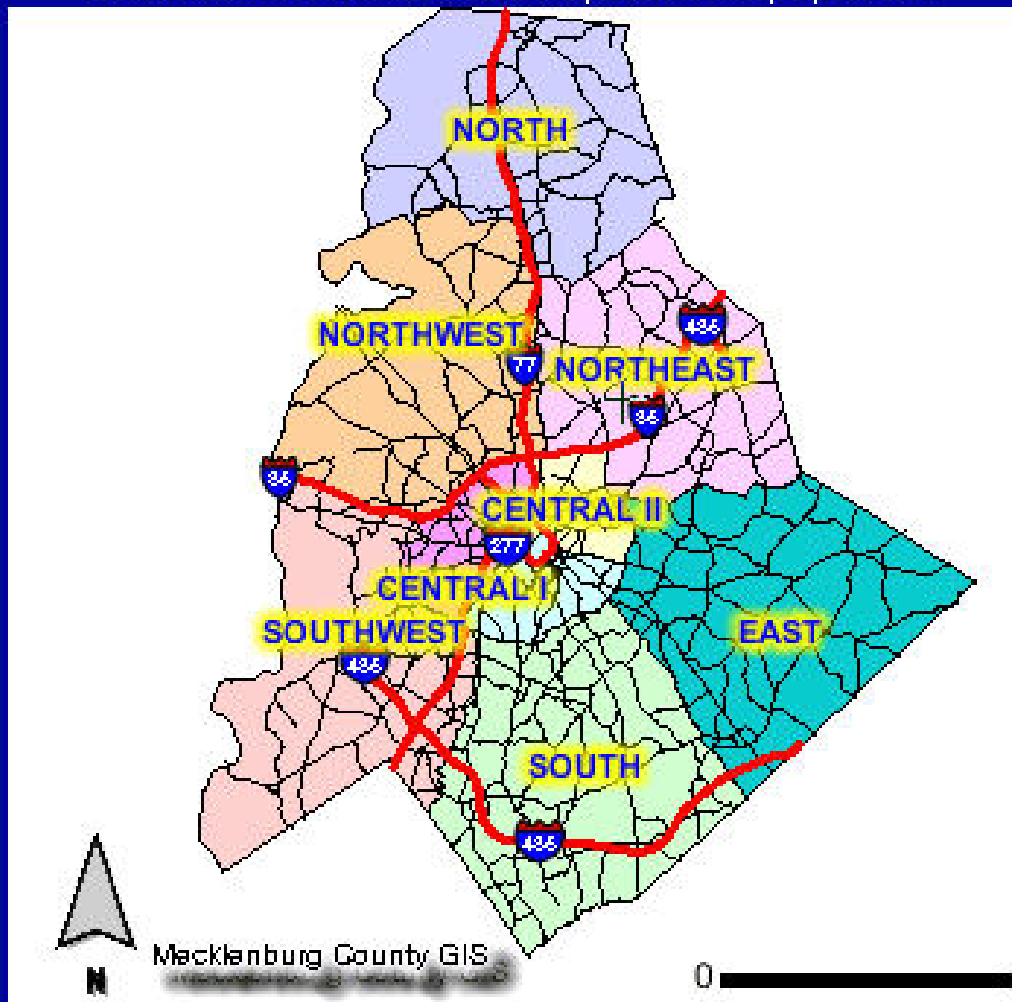 NORTH
NORTHWEST
77
485
NORTHEAST
85
85
CENTRAL II
277
CENTRAL I
SOUTHWEST
485
EAST
SOUTH
485
Mecklenburg County GIS
N
0